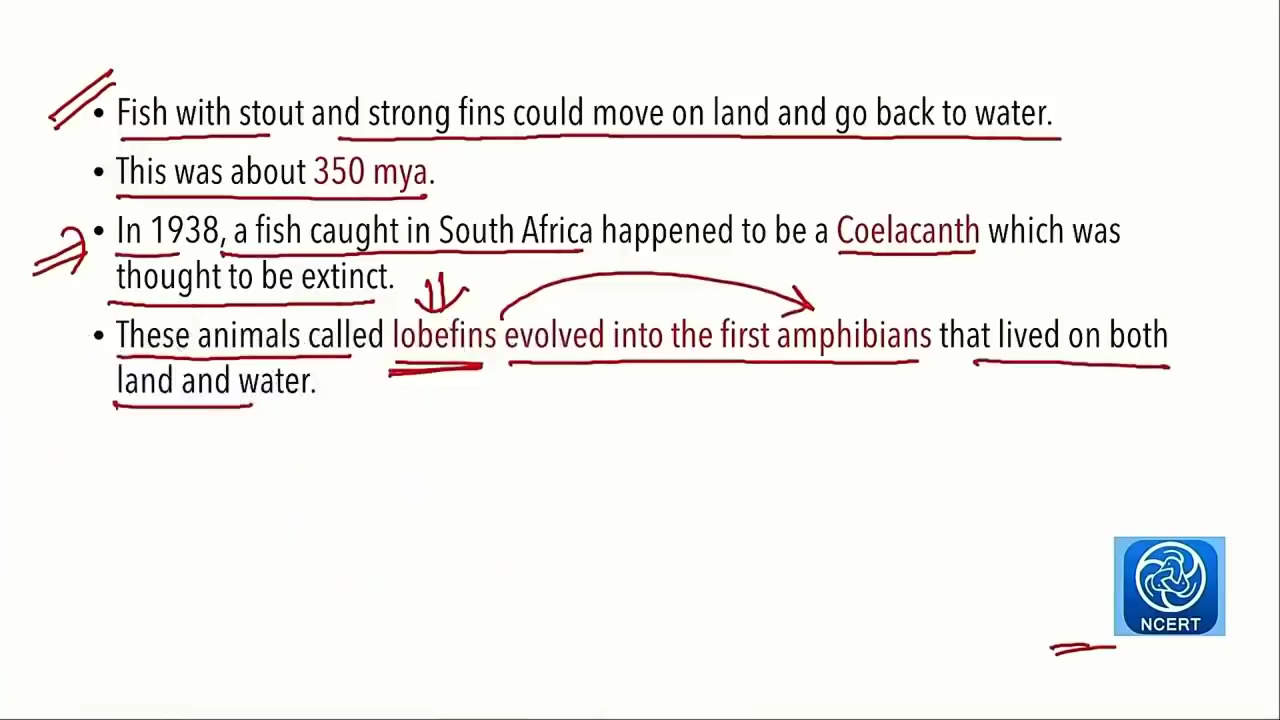 • Fish with stout and strong fins could move on land and go back to water.
• This was about 350 mya.
• In 1938, a fish caught in South Africa happened to be a Coelacanth which was
thought to be extinct.
• These animals called lobefins evolved into the first amphibians that lived on both
land and water.
NCERT